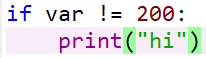 if var != 200:
    print("hi")